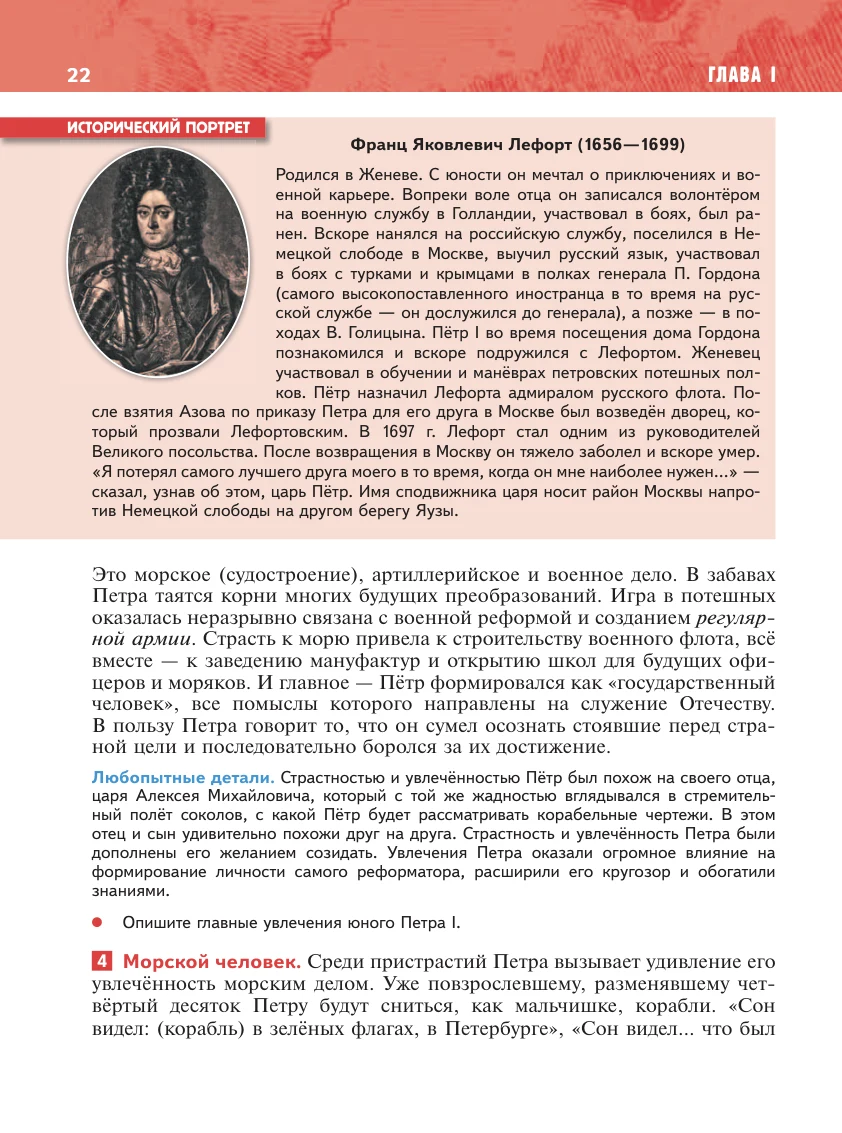 22
ГЛАВА I
ИСТОРИЧЕСКИЙ ПОРТРЕТ
Франц Яковлевич Лефорт (1656—1699)
Родился в Женеве. С юности он мечтал о приключениях и во-
енной карьере. Вопреки воле отца он записался волонтёром
на военную службу в Голландии, участвовал в боях, был ра-
нен. Вскоре нанялся на российскую службу, поселился в Не-
мецкой слободе в Москве, выучил русский язык, участвовал
в боях с турками и крымцами в полках генерала П. Гордона
(самого высокопоставленного иностранца в то время на рус-
ской службе — он дослужился до генерала), а позже — в по-
ходах В. Голицына. Пётр I во время посещения дома Гордона
познакомился и вскоре подружился с Лефортом. Женевец
участвовал в обучении и манёврах петровских потешных пол-
ков. Пётр назначил Лефорта адмиралом русского флота. По-
сле взятия Азова по приказу Петра для его друга в Москве был возведён дворец, ко-
торый прозвали Лефортовским. В 1697 г. Лефорт стал одним из руководителей
Великого посольства. После возвращения в Москву он тяжело заболел и вскоре умер.
«Я потерял самого лучшего друга моего в то время, когда он мне наиболее нужен...» —
сказал, узнав об этом, царь Пётр. Имя сподвижника царя носит район Москвы напро-
тив Немецкой слободы на другом берегу Яузы.
Это морское (судостроение), артиллерийское и военное дело. В забавах
Петра таятся корни многих будущих преобразований. Игра в потешных
оказалась неразрывно связана с военной реформой и созданием регуляр-
ной армии. Страсть к морю привела к строительству военного флота, всё
вместе — к заведению мануфактур и открытию школ для будущих офи-
церов и моряков. И главное — Пётр формировался как «государственный
человек», все помыслы которого направлены на служение Отечеству.
В пользу Петра говорит то, что он сумел осознать стоявшие перед стра-
ной цели и последовательно боролся за их достижение.
Любопытные детали. Страстностью и увлечённостью Пётр был похож на своего отца,
царя Алексея Михайловича, который с той же жадностью вглядывался в стремитель-
ный полёт соколов, с какой Пётр будет рассматривать корабельные чертежи. В этом
отец и сын удивительно похожи друг на друга. Страстность и увлечённость Петра были
дополнены его желанием созидать. Увлечения Петра оказали огромное влияние на
формирование личности самого реформатора, расширили его кругозор и обогатили
знаниями.
● Опишите главные увлечения юного Петра I.
4 Морской человек. Среди пристрастий Петра вызывает удивление его
увлечённость морским делом. Уже повзрослевшему, разменявшему чет-
вёртый десяток Петру будут сниться, как мальчишке, корабли. «Сон
видел: (корабль) в зелёных флагах, в Петербурге», «Сон видел... что был